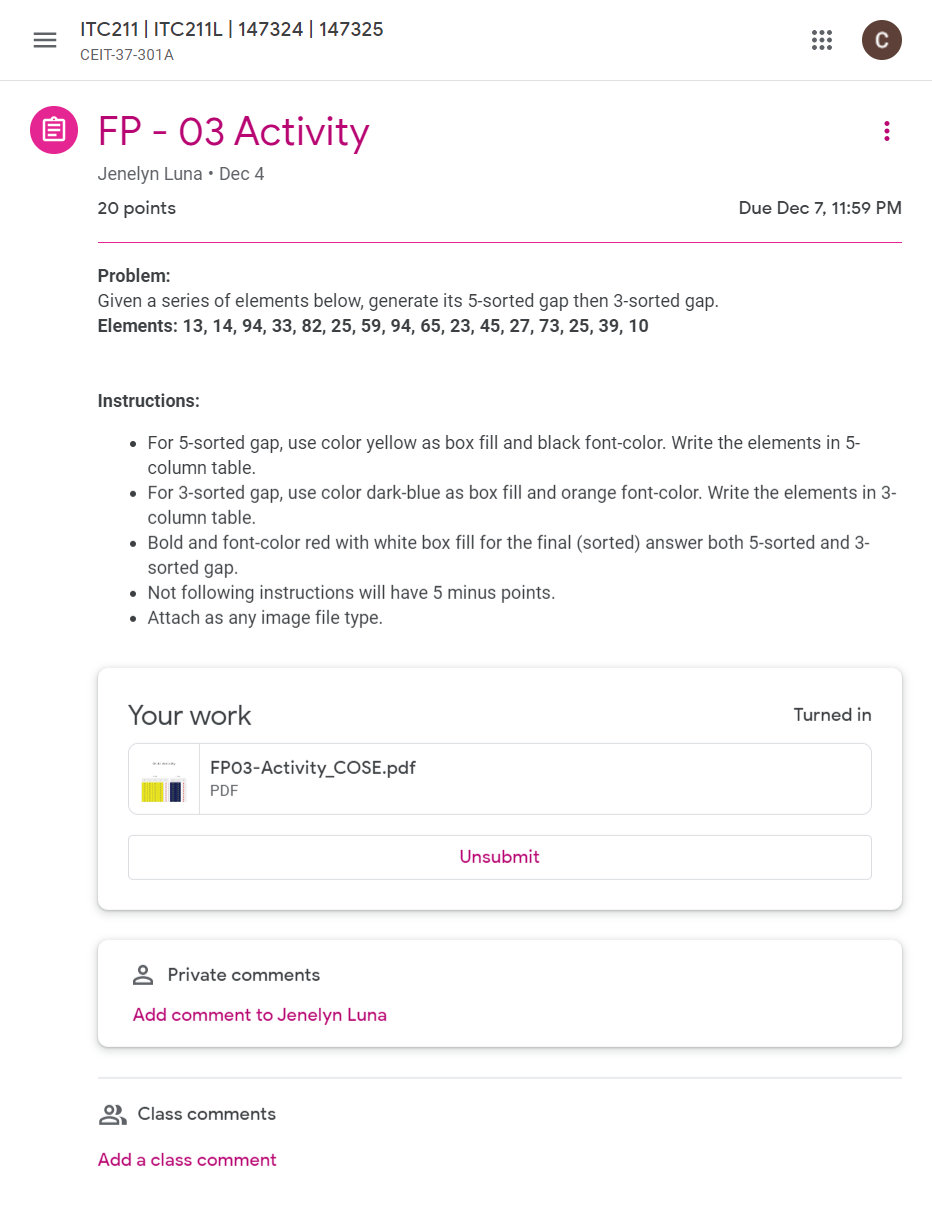 ITC211 | ITC211L | 147324 | 147325
CEIT-37-301A
C
FP - 03 Activity
Jenelyn Luna • Dec 4
20 points
Due Dec 7, 11:59 PM
Problem:
Given a series of elements below, generate its 5-sorted gap then 3-sorted gap.
Elements: 13, 14, 94, 33, 82, 25, 59, 94, 65, 23, 45, 27, 73, 25, 39, 10
Instructions:
• For 5-sorted gap, use color yellow as box fill and black font-color. Write the elements in 5-
column table.
• For 3-sorted gap, use color dark-blue as box fill and orange font-color. Write the elements in 3-
column table.
• Bold and font-color red with white box fill for the final (sorted) answer both 5-sorted and 3-
sorted gap.
• Not following instructions will have 5 minus points.
• Attach as any image file type.
Your work
Turned in
FP03-Activity_COSE.pdf
PDF
Unsubmit
Private comments
Add comment to Jenelyn Luna
Class comments
Add a class comment